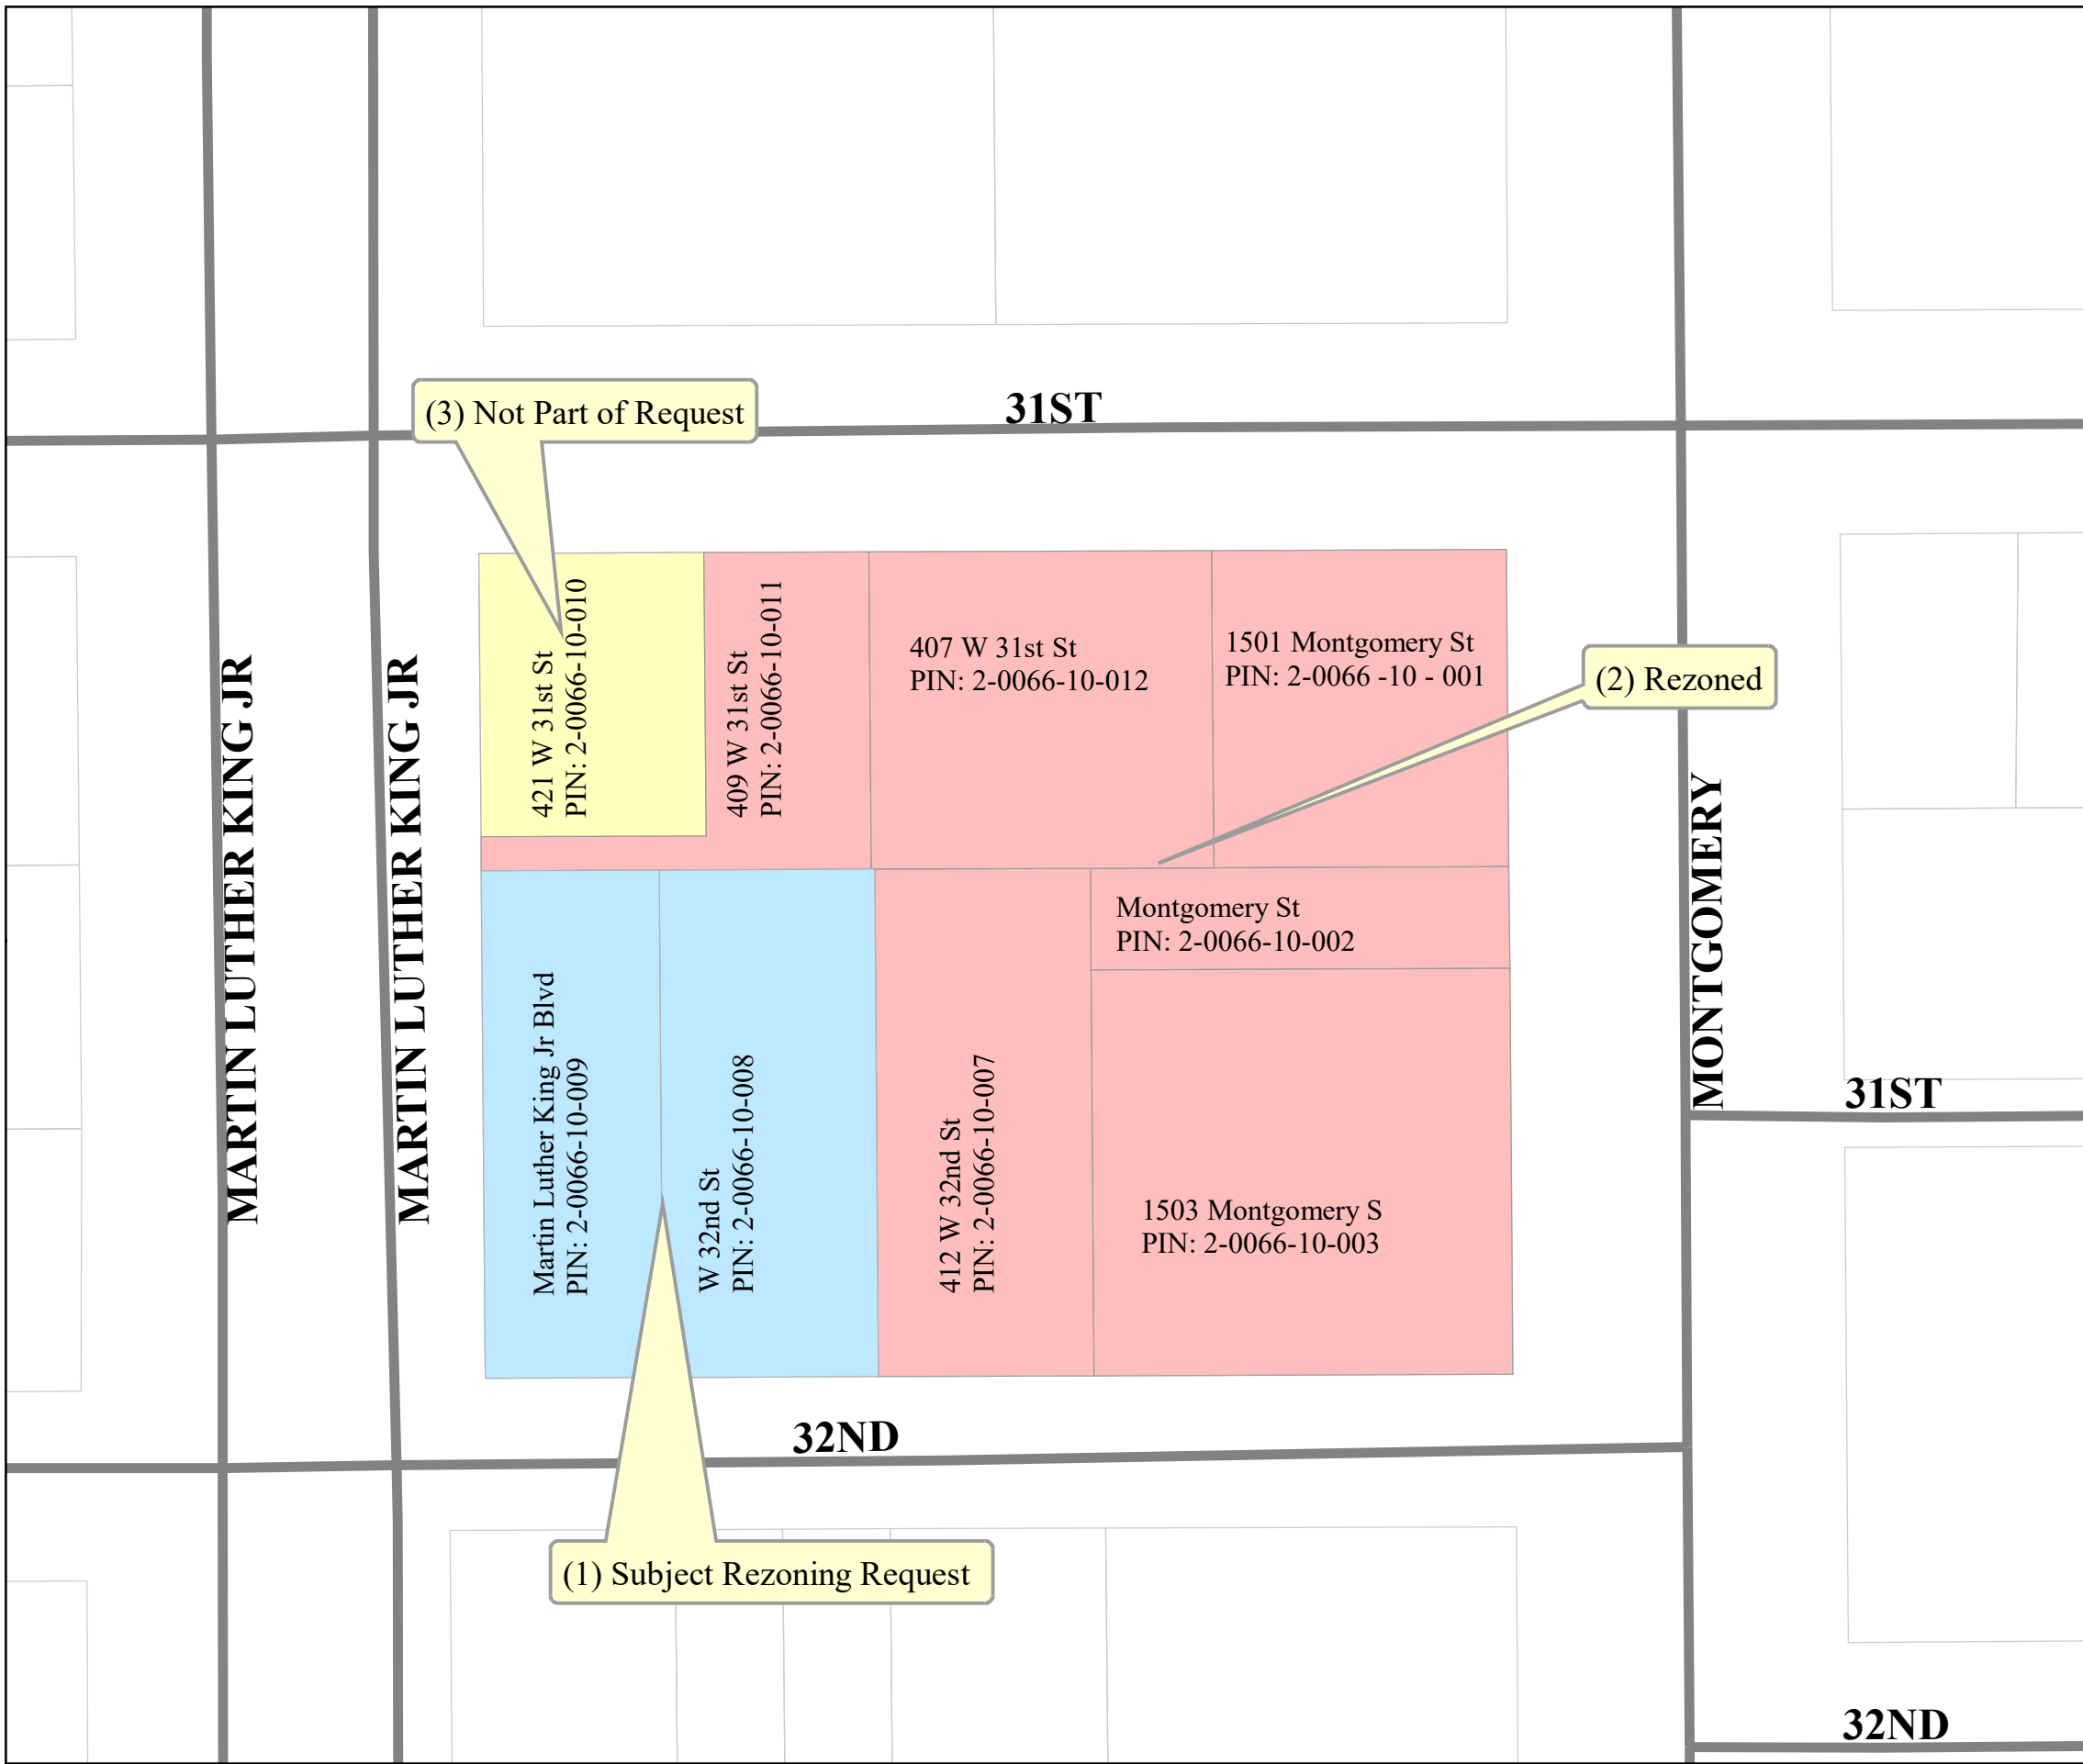 31ST
(3) Not Part of Request
421 W 31st St
PIN: 2-0066-10-010
409 W 31st St
PIN: 2-0066-10-011
407 W 31st St
PIN: 2-0066-10-012
1501 Montgomery St
PIN: 2-0066 -10 - 001
(2) Rezoned
MARTIN LUTHER KING JR
MARTIN LUTHER KING JR
MONTGOMERY
Montgomery St
PIN: 2-0066-10-002
Martin Luther King Jr Blvd
PIN: 2-0066-10-009
W 32nd St
PIN: 2-0066-10-008
412 W 32nd St
PIN: 2-0066-10-007
1503 Montgomery S
PIN: 2-0066-10-003
31ST
32ND
(1) Subject Rezoning Request
32ND